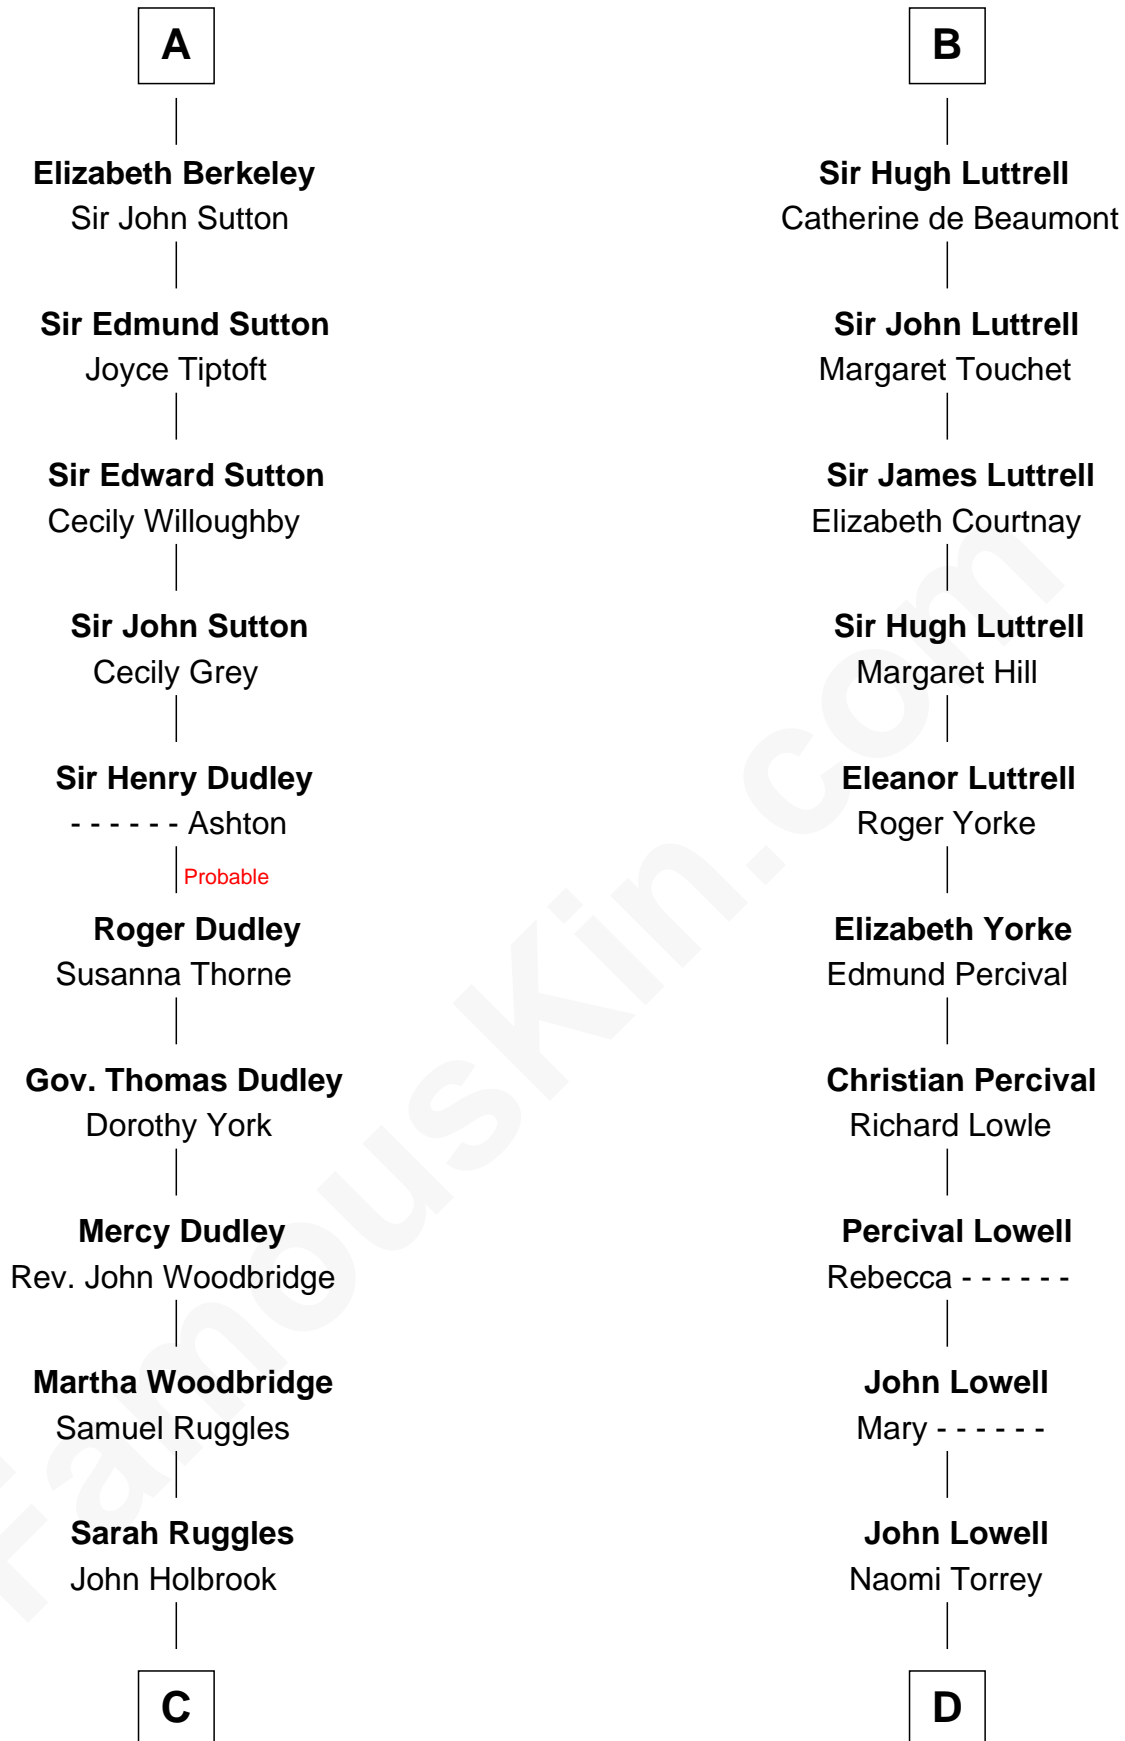 A
Elizabeth Berkeley
Sir John Sutton
Sir Edmund Sutton
Joyce Tiptoft
Sir Edward Sutton
Cecily Willoughby
Sir John Sutton
Cecily Grey
Sir Henry Dudley
- - - - - - Ashton
Probable
Roger Dudley
Susanna Thorne
Gov. Thomas Dudley
Dorothy York
Mercy Dudley
Rev. John Woodbridge
Martha Woodbridge
Samuel Ruggles
Sarah Ruggles
John Holbrook
C
B
Sir Hugh Luttrell
Catherine de Beaumont
Sir John Luttrell
Margaret Touchet
Sir James Luttrell
Elizabeth Courtnay
Sir Hugh Luttrell
Margaret Hill
Eleanor Luttrell
Roger Yorke
Elizabeth Yorke
Edmund Percival
Christian Percival
Richard Lowle
Percival Lowell
Rebecca - - - - - -
John Lowell
Mary - - - - - -
John Lowell
Naomi Torrey
D
FamousKin.com